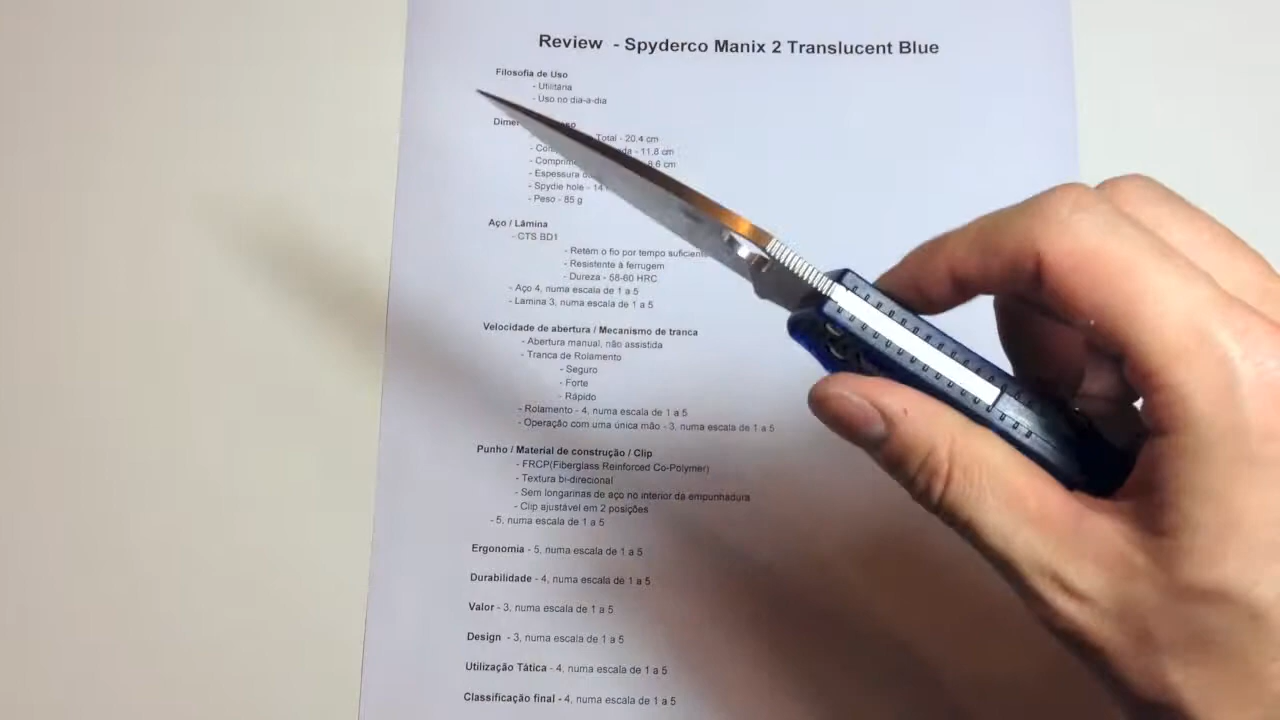 Review - Spyderco Manix 2 Translucent Blue
Filosofia de Uso
- Utilitária
- Uso no dia-a-dia
Total - 20.4 cm
- 11.8 cm
8.6 cm
- Espessura
- Spydie hole -
- Peso - 85 g
Aço / Lâmina
- CTS BD1
- Retém o fio por tempo
- Resistente à ferrugem
- Dureza - 58-60 HRC
- Aço 4, numa escala de 1 a 5
- Lamina 3, numa escala de 1 a 5
Velocidade de abertura / Mecanismo de tranca
- Abertura manual, não assistida
- Tranca de Rolamento
- Seguro
- Forte
- Rápido
- Rolamento - 4, numa escala de 1 a 5
- Operação com uma única mão - 3, numa escala de 1 a 5
Punho / Material de construção / Clip
- FRCP(Fiberglass Reinforced Co-Polymer)
- Textura bi-direcional
- Sem longarinas de aço no interior da empunhadura
- Clip ajustável em 2 posições
- 5, numa escala de 1 a 5
Ergonomia - 5, numa escala de 1 a 5
Durabilidade - 4, numa escala de 1 a 5
Valor - 3, numa escala de 1 a 5
Design - 3, numa escala de 1 a 5
Utilização Tática - 4, numa escala de 1 a 5
Classificação final - 4, numa escala de 1 a 5